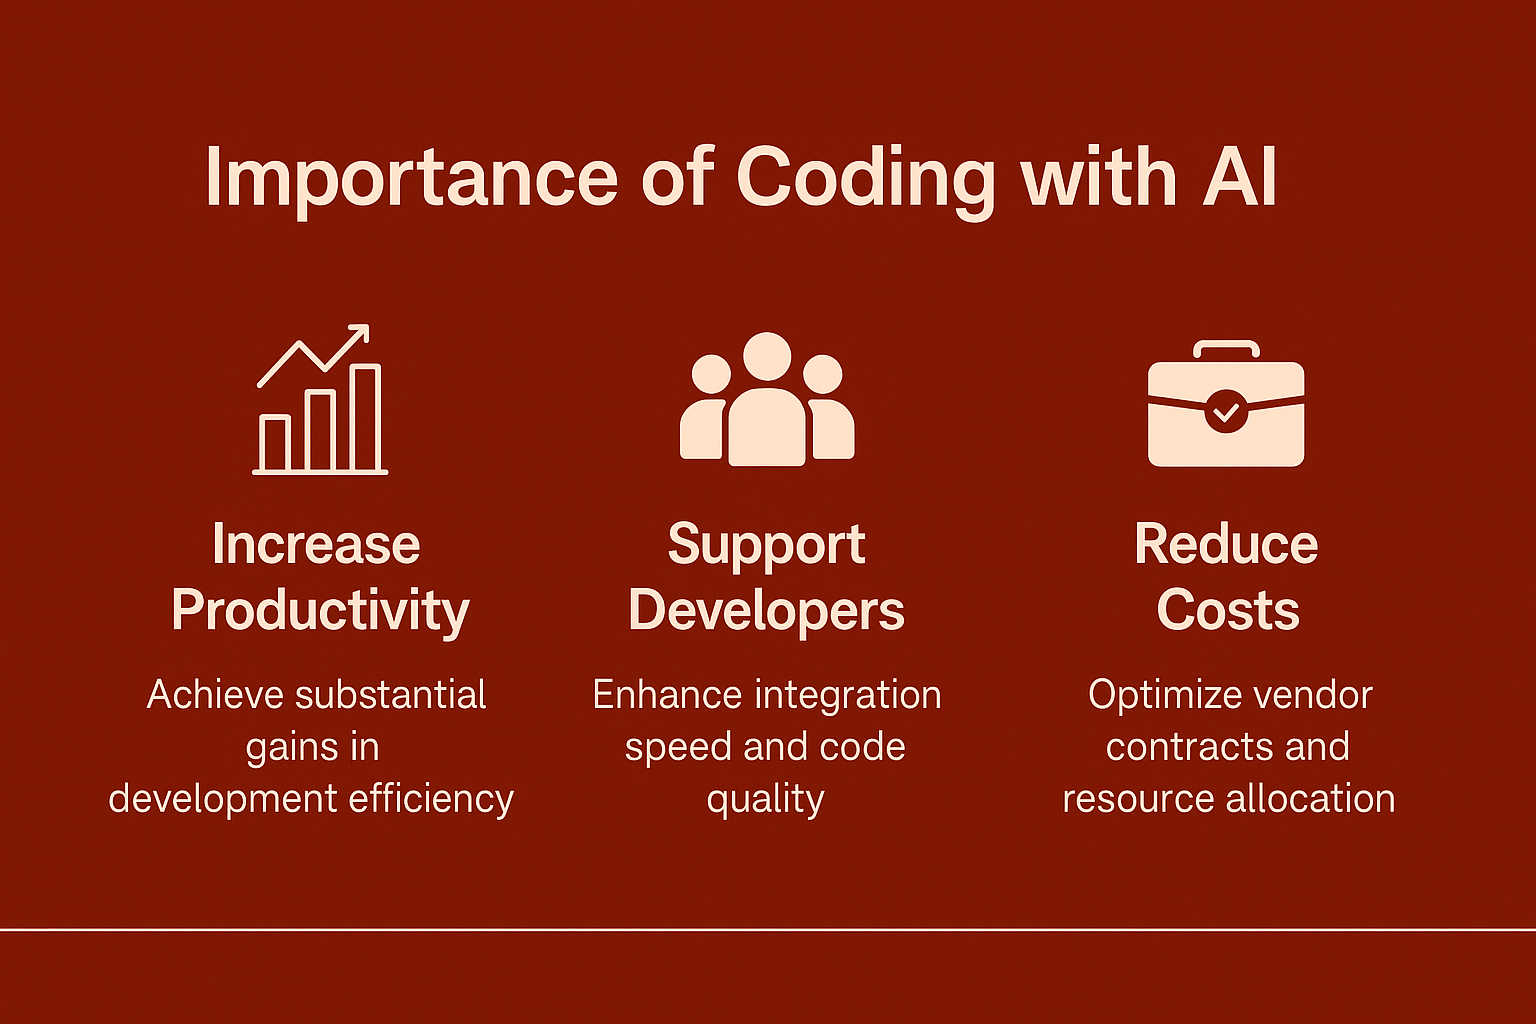 Importance of Coding with AI
Increase
Productivity
Achieve substantial
gains in
development efficiency
Support
Developers
Enhance integration
speed and code
quality
Reduce
Costs
Optimize vendor
contracts and
resource allocation